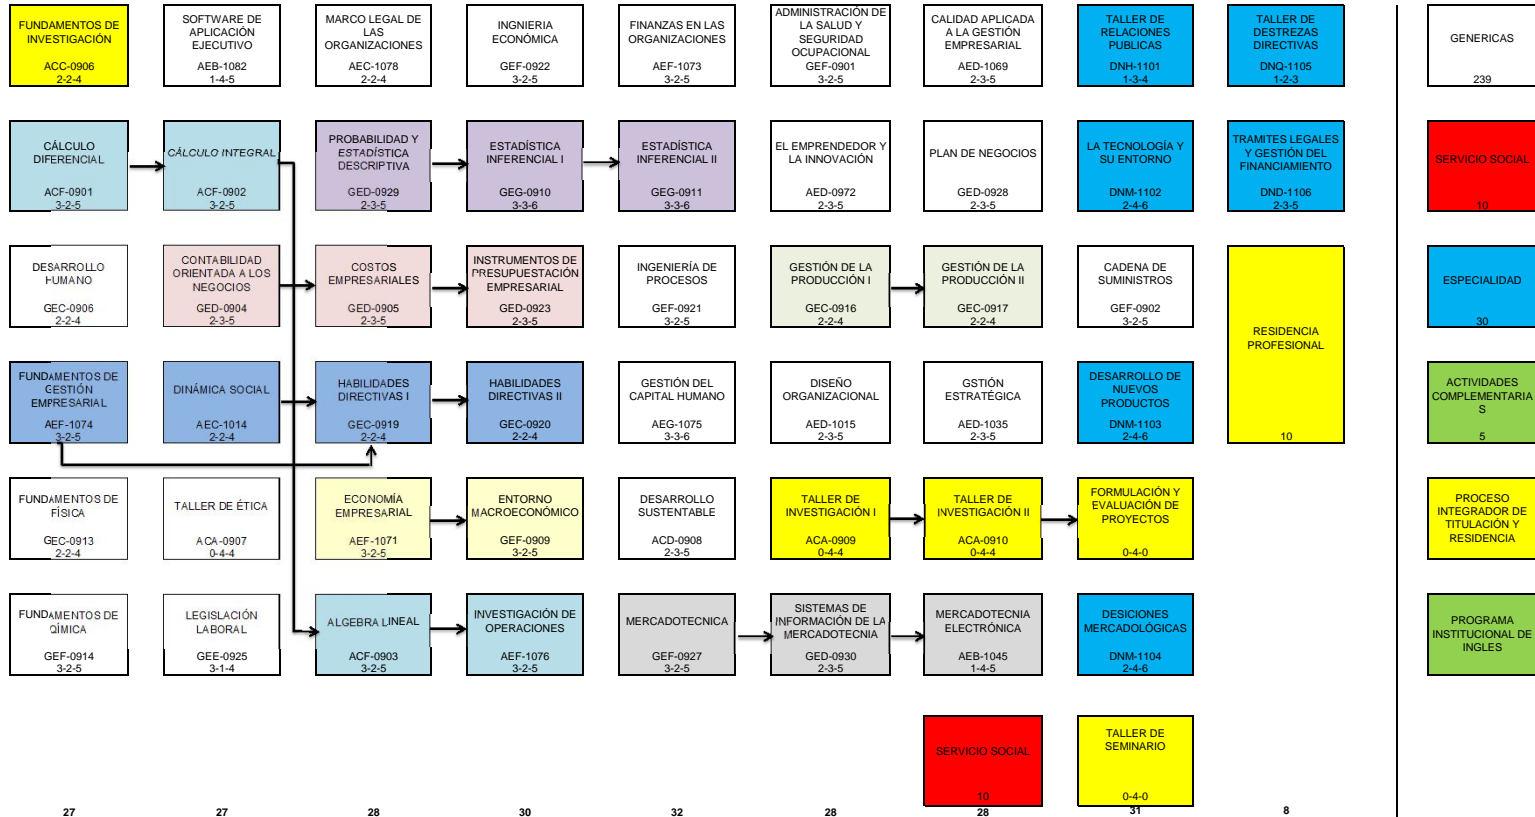 FUNDAMENTOS DE
INVESTIGACIÓN
ACC-0906
2-2-4
SOFTWARE DE
APLICACIÓN
EJECUTIVO
AEB-1082
1-4-5
MARCO LEGAL DE
LAS
ORGANIZACIONES
AEC-1078
2-2-4
INGNIERIA
ECONÓMICA
GEF-0922
3-2-5
FINANZAS EN LAS
ORGANIZACIONES
AEF-1073
3-2-5
ADMINISTRACIÓN DE
LA SALUD Y
SEGURIDAD
OCUPACIONAL
GEF-0901
3-2-5
CALIDAD APLICADA
A LA GESTIÓN
EMPRESARIAL
AED-1069
2-3-5
TALLER DE
RELACIONES
PUBLICAS
DNH-1101
1-3-4
TALLER DE
DESTREZAS
DIRECTIVAS
DNQ-1105
1-2-3
GENERICAS
239
CÁLCULO
DIFERENCIAL
ACF-0901
3-2-5
CÁLCULO INTEGRAL
ACF-0902
3-2-5
PROBABILIDAD Y
ESTADÍSTICA
DESCRIPTIVA
GED-0929
2-3-5
ESTADÍSTICA
INFERENCIAL I
GEG-0910
3-3-6
ESTADÍSTICA
INFERENCIAL II
GEG-0911
3-3-6
EL EMPRENDEDOR Y
LA INNOVACIÓN
AED-0972
2-3-5
PLAN DE NEGOCIOS
GED-0928
2-3-5
LA TECNOLOGÍA Y
SU ENTORNO
DNM-1102
2-4-6
TRAMITES LEGALES
Y GESTIÓN DEL
FINANCIAMIENTO
DND-1106
2-3-5
SERVICIO SOCIAL
10
DESARROLLO
HUMANO
GEC-0906
2-2-4
CONTABILIDAD
ORIENTADA A LOS
NEGOCIOS
GED-0904
2-3-5
COSTOS
EMPRESARIALES
GED-0905
2-3-5
INSTRUMENTOS DE
PRESUPUESTACIÓN
EMPRESARIAL
GED-0923
2-3-5
INGENIERÍA DE
PROCESOS
GEF-0921
3-2-5
GESTIÓN DE LA
PRODUCCIÓN I
GEC-0916
2-2-4
GESTIÓN DE LA
PRODUCCIÓN II
GEC-0917
2-2-4
CADENA DE
SUMINISTROS
GEF-0902
3-2-5
RESIDENCIA
PROFESIONAL
10
ESPECIALIDAD
30
FUNDAMENTOS DE
GESTIÓN
EMPRESARIAL
AEF-1074
3-2-5
DINÁMICA SOCIAL
AEC-1014
2-2-4
HABILIDADES
DIRECTIVAS I
GEC-0919
2-2-4
HABILIDADES
DIRECTIVAS II
GEC-0920
2-2-4
GESTIÓN DEL
CAPITAL HUMANO
AEG-1075
3-3-6
DISEÑO
ORGANIZACIONAL
AED-1015
2-3-5
GSTIÓN
ESTRATÉGICA
AED-1035
2-3-5
DESARROLLO DE
NUEVOS
PRODUCTOS
DNM-1103
2-4-6
ACTIVIDADES
COMPLEMENTARIA
S
5
FUNDAMENTOS DE
FÍSICA
GEC-0913
2-2-4
TALLER DE ÉTICA
ACA-0907
0-4-4
ECONOMÍA
EMPRESARIAL
AEF-1071
3-2-5
ENTORNO
MACROECONÓMICO
GEF-0909
3-2-5
DESARROLLO
SUSTENTABLE
ACD-0908
2-3-5
TALLER DE
INVESTIGACIÓN I
ACA-0909
0-4-4
TALLER DE
INVESTIGACIÓN II
ACA-0910
0-4-4
FORMULACIÓN Y
EVALUACIÓN DE
PROYECTOS
0-4-0
PROCESO
INTEGRADOR DE
TITULACIÓN Y
RESIDENCIA
FUNDAMENTOS DE
QÍMICA
GEF-0914
3-2-5
LEGISLACIÓN
LABORAL
GEE-0925
3-1-4
ALGEBRA LINEAL
ACF-0903
3-2-5
INVESTIGACIÓN DE
OPERACIONES
AEF-1076
3-2-5
MERCADOTECNICA
GEF-0927
3-2-5
SISTEMAS DE
INFORMACIÓN DE LA
MERCADOTECNIA
GED-0930
2-3-5
MERCADOTECNIA
ELECTRÓNICA
AEB-1045
1-4-5
DESICIONES
MERCADOLÓGICAS
DNM-1104
2-4-6
PROGRAMA
INSTITUCIONAL DE
INGLES
SERVICIO SOCIAL
10
TALLER DE
SEMINARIO
0-4-0
27 27 28 30 32 28 28 31 8